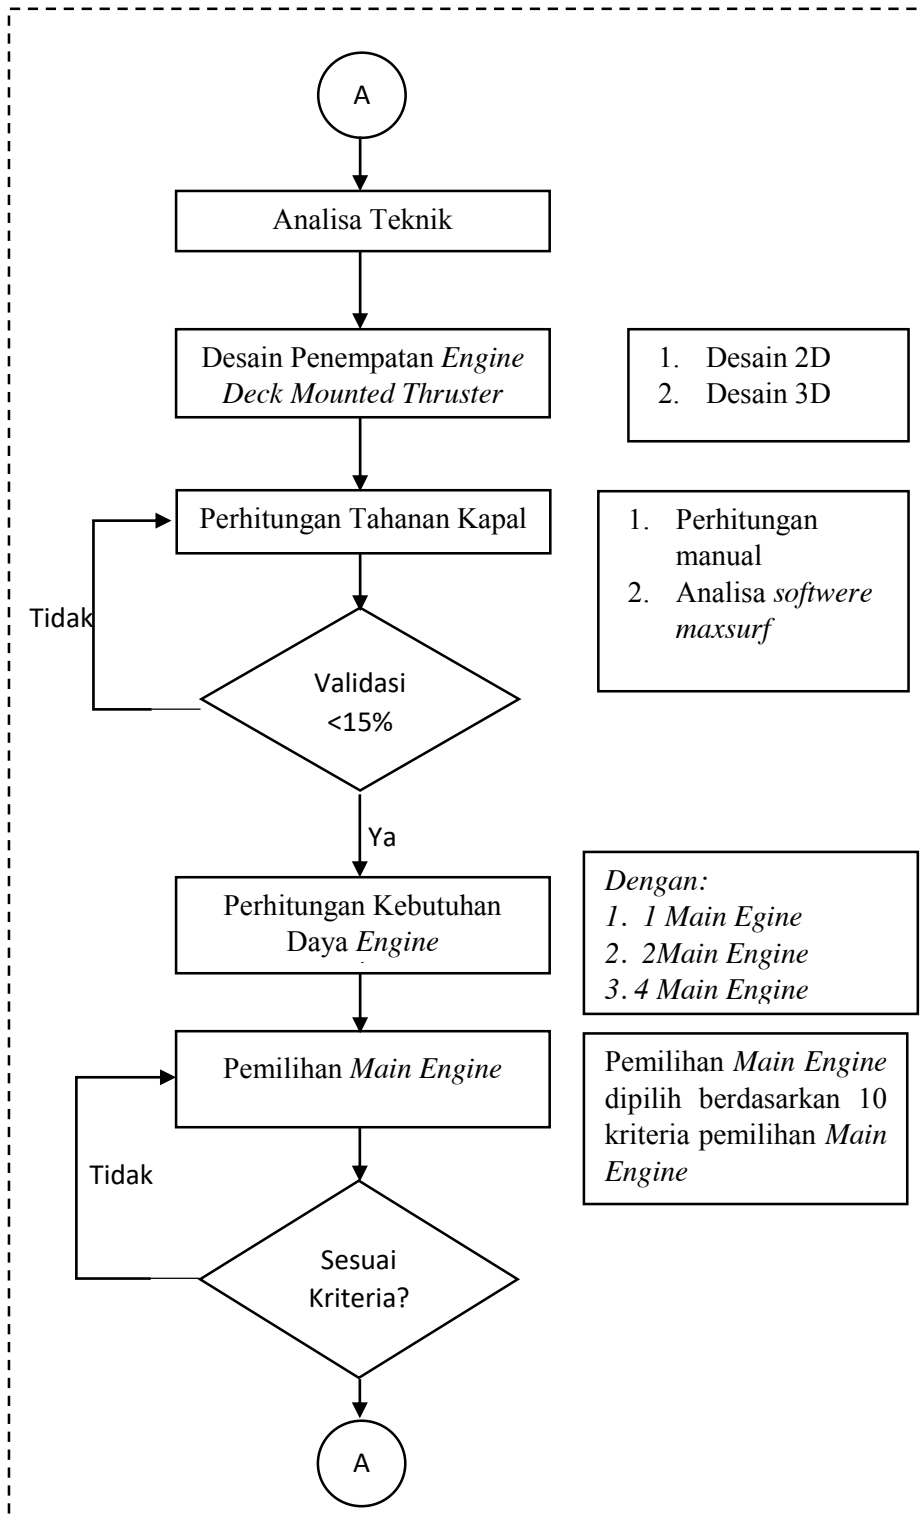 A
Analisa Teknik
Desain Penempatan Engine
Deck Mounted Thruster
1. Desain 2D
2. Desain 3D
Perhitungan Tahanan Kapal
1. Perhitungan
manual
2. Analisa softwere
maxsurf
Tidak
Validasi
<15%
Ya
Perhitungan Kebutuhan
Daya Engine
Dengan:
1. 1 Main Egine
2. 2Main Engine
3. 4 Main Engine
Pemilihan Main Engine
Pemilihan Main Engine
dipilih berdasarkan 10
kriteria pemilihan Main
Engine
Tidak
Sesuai
Kriteria?
A